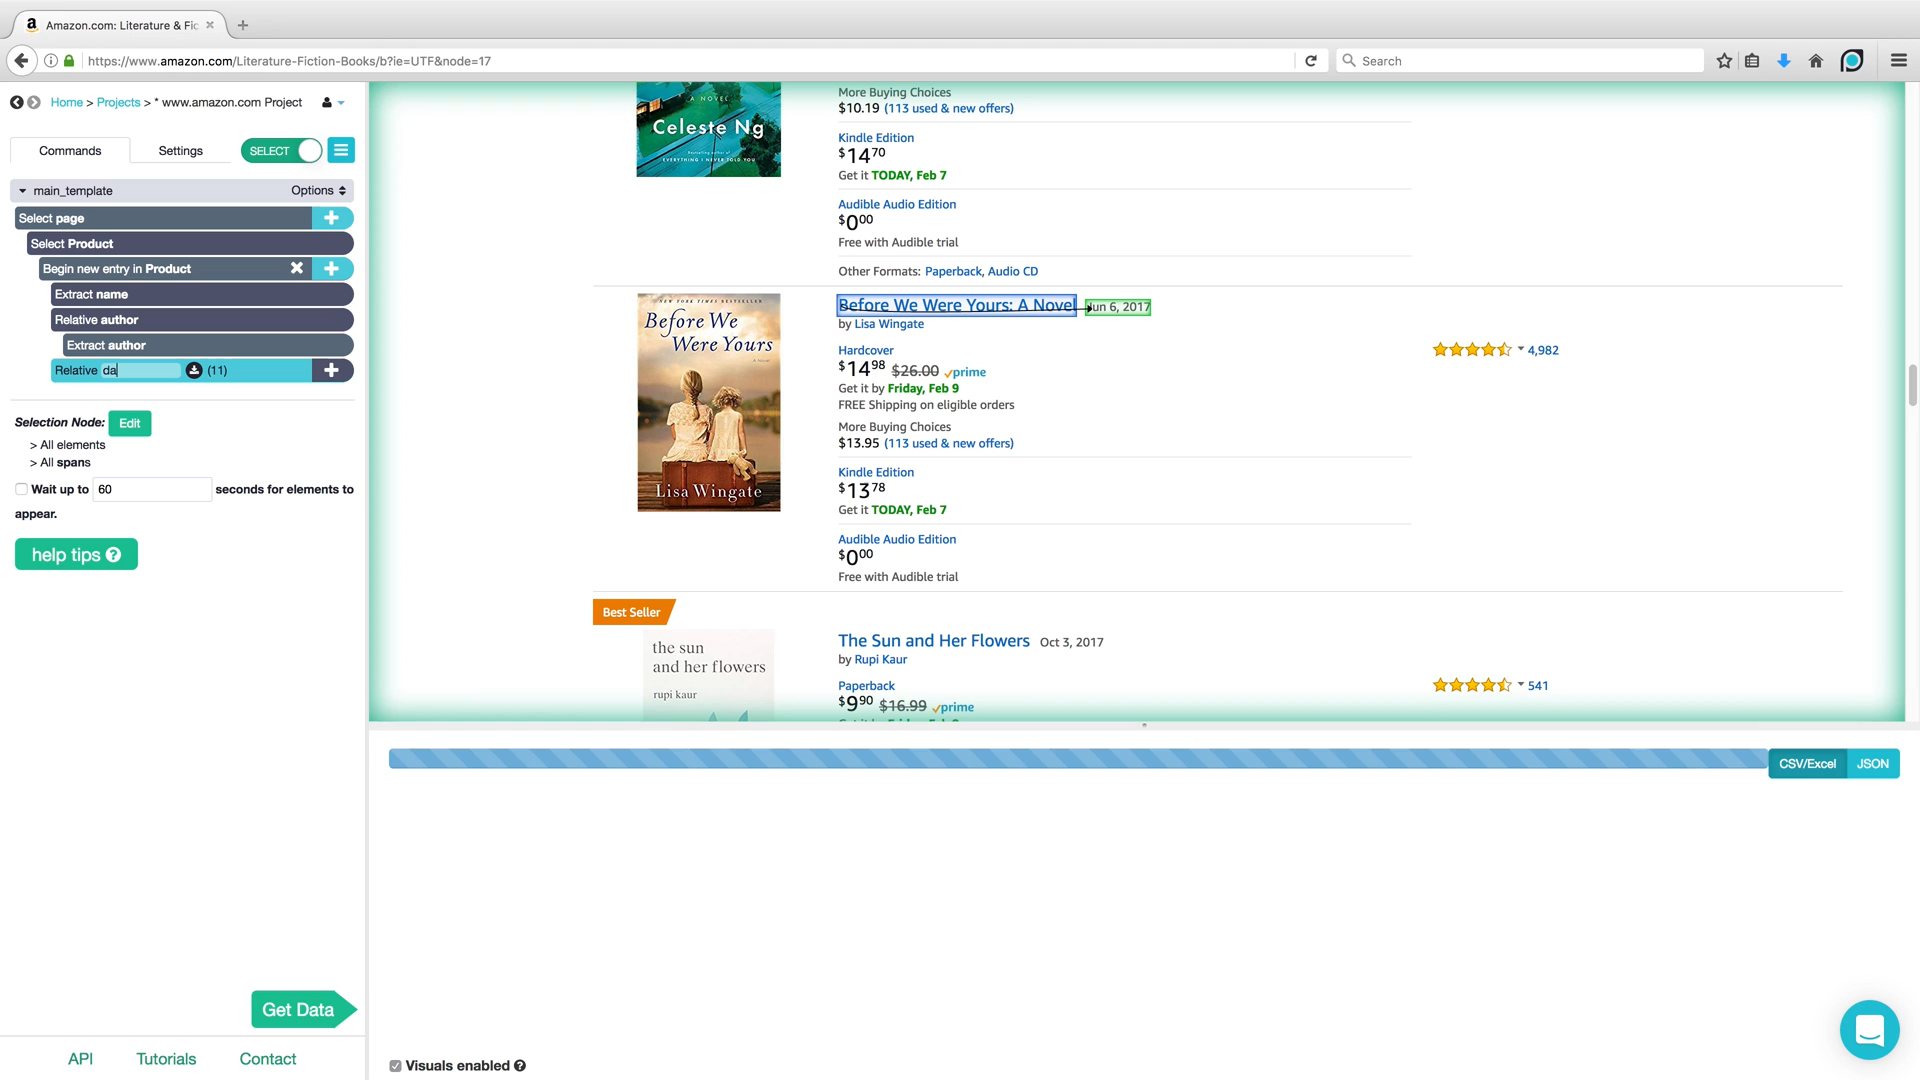 Amazon.com: Literature & Fic
https://www.amazon.com/Literature-Fiction-Books/b?ie=UTF&node=17
Search
Home > Projects > * www.amazon.com Project
Commands
Settings
SELECT
main_template
Options
Select page
Select Product
Begin new entry in Product
Extract name
Relative author
Extract author
Relative da (11)
Selection Node: Edit
> All elements
> All spans
Wait up to 60 seconds for elements to
appear.
help tips
Get Data
API
Tutorials
Contact
A NOVEL
Celeste Ng
Bestselling author of
EVERYTHING I NEVER TOLD YOU
More Buying Choices
$10.19 (113 used & new offers)
Kindle Edition
$14 70
Get it TODAY, Feb 7
Audible Audio Edition
$0 00
Free with Audible trial
Other Formats: Paperback, Audio CD
NEW YORK TIMES BESTSELLER
Before We
Were Yours
A Novel
Lisa Wingate
Before We Were Yours: A Novel Jun 6, 2017
by Lisa Wingate
Hardcover
$14 98 $26.00 prime
Get it by Friday, Feb 9
FREE Shipping on eligible orders
More Buying Choices
$13.95 (113 used & new offers)
4,982
Kindle Edition
$13 78
Get it TODAY, Feb 7
Audible Audio Edition
$0 00
Free with Audible trial
Best Seller
the sun
and her flowers
rupi kaur
The Sun and Her Flowers Oct 3, 2017
by Rupi Kaur
Paperback
$9 90 $16.99 prime
541
CSV/Excel
JSON
Visuals enabled